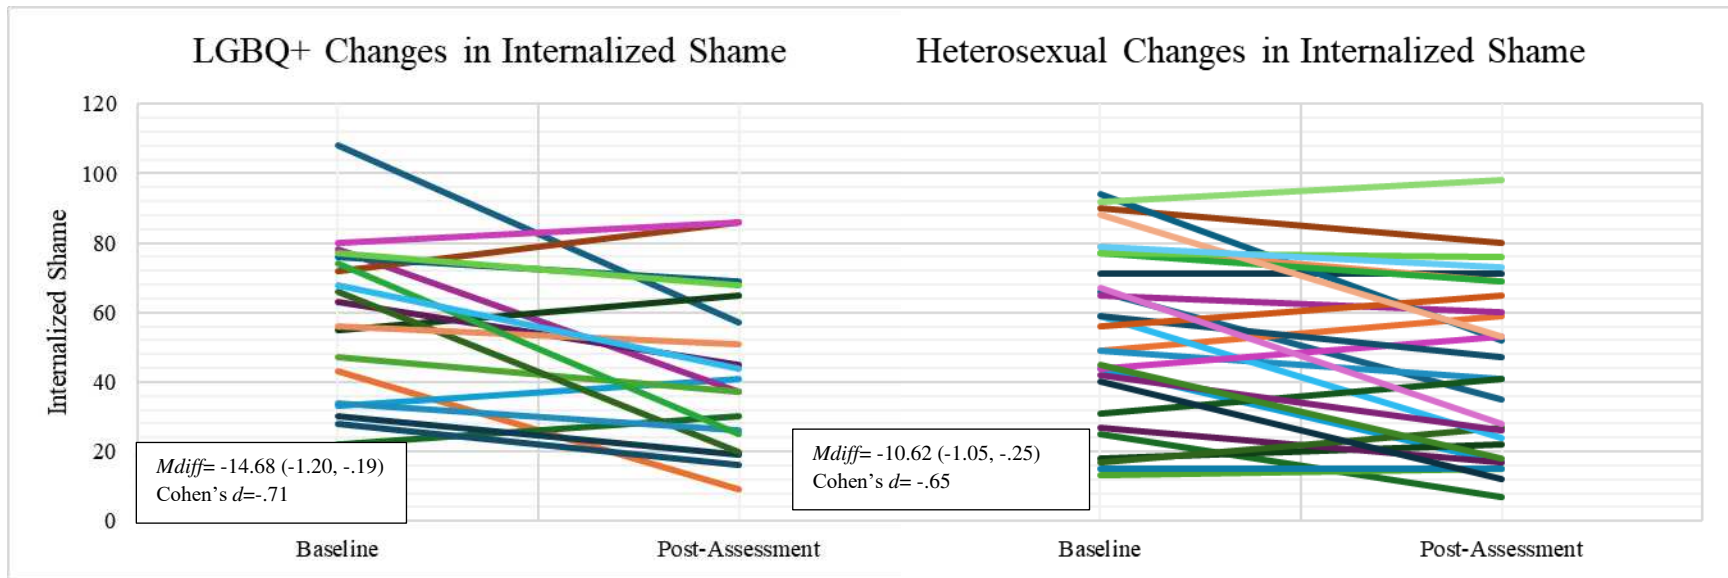 LGBQ+ Changes in Internalized Shame
Heterosexual Changes in Internalized Shame
Internalized Shame
120
100
80
60
40
20
0
Mdiff= -14.68 (-1.20, -.19)
Cohen's d=-.71
Mdiff= -10.62 (-1.05, -.25)
Cohen's d= -.65
Baseline
Post-Assessment
Baseline
Post-Assessment